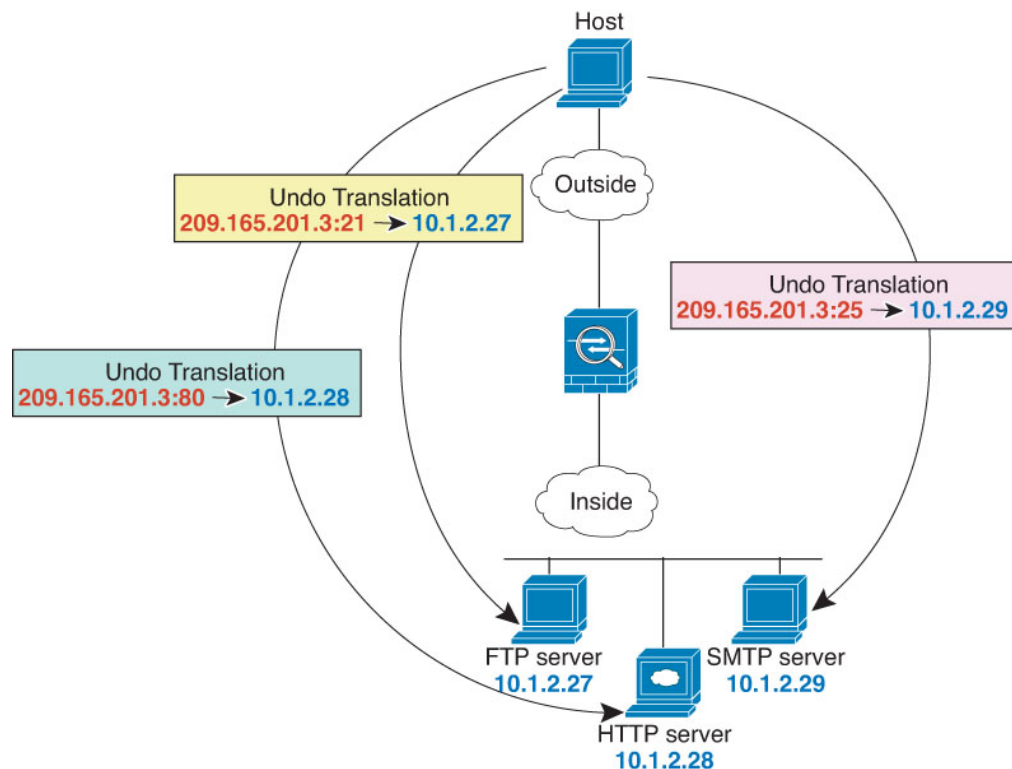 Host
Outside
Undo Translation
209.165.201.3:21 → 10.1.2.27
Undo Translation
209.165.201.3:25 → 10.1.2.29
Undo Translation
209.165.201.3:80 → 10.1.2.28
Inside
FTP server
10.1.2.27
SMTP server
10.1.2.29
HTTP server
10.1.2.28